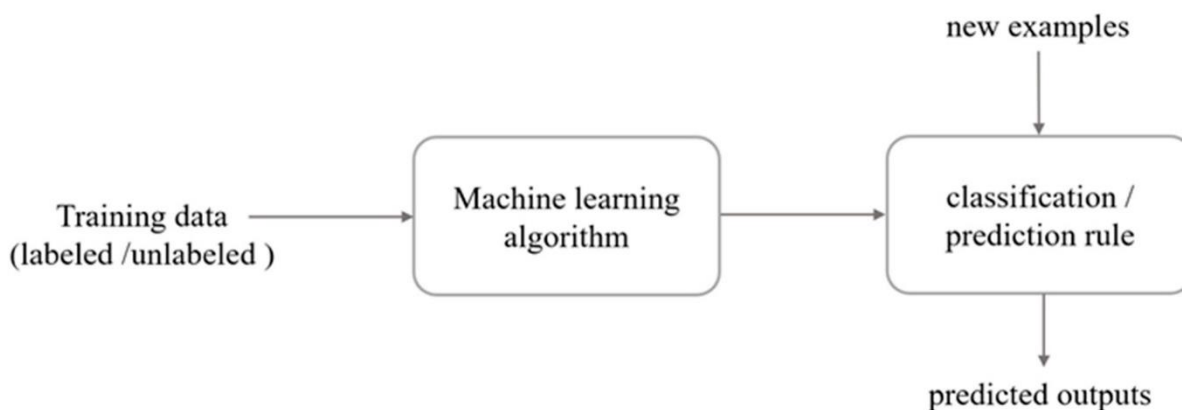 new examples
Training data
(labeled /unlabeled )
Machine learning
algorithm
classification /
prediction rule
predicted outputs